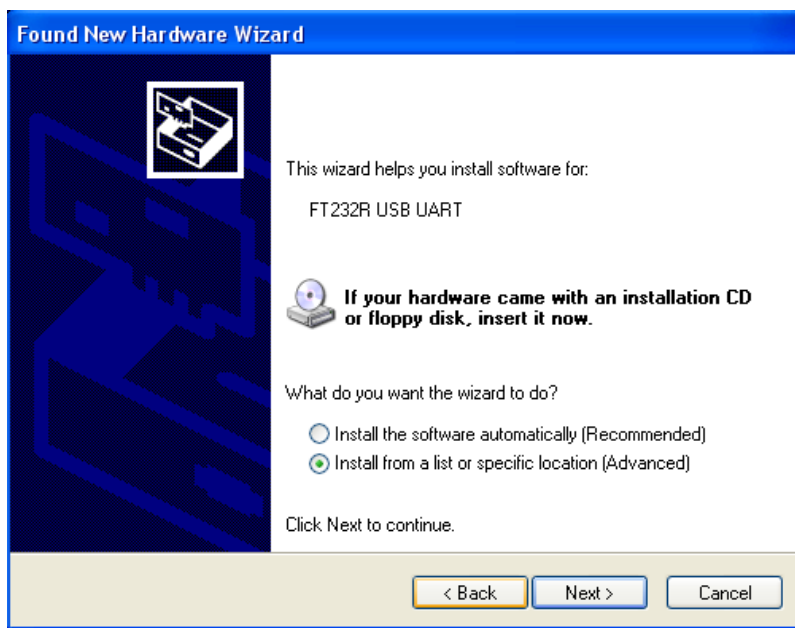 Found New Hardware Wizard
This wizard helps you install software for:
FT232R USB UART
If your hardware came with an installation CD
or floppy disk, insert it now.
What do you want the wizard to do?
Install the software automatically (Recommended)
Install from a list or specific location (Advanced)
Click Next to continue.
< Back
Next >
Cancel